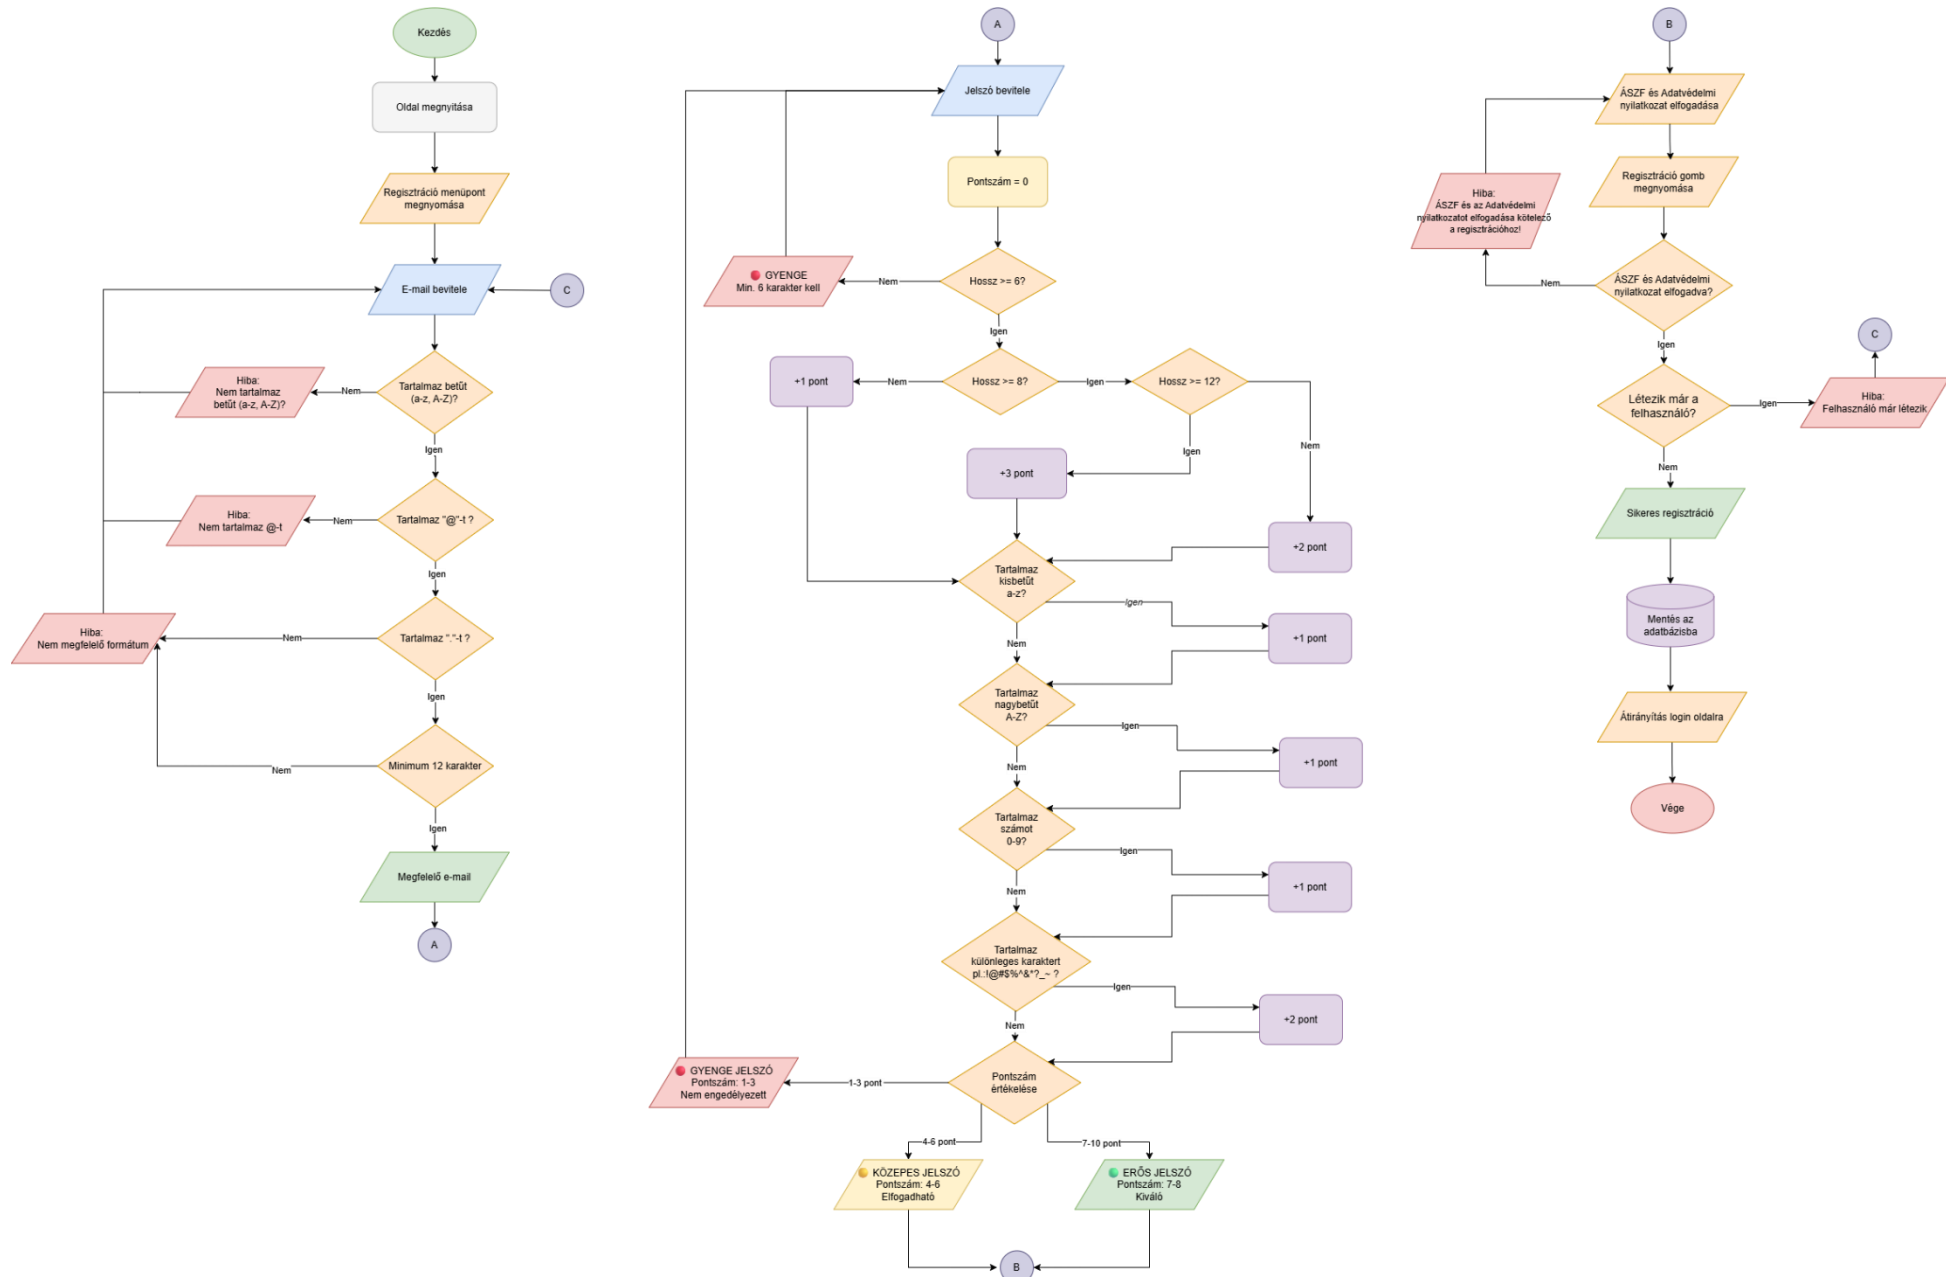 Kezdés
Oldal megnyitása
Regisztráció menüpont
megnyomása
E-mail bevitele
C
Tartalmaz betűt
(a-z, A-Z)?
Nem
Hiba:
Nem tartalmaz
betűt (a-z, A-Z)?
Igen
Tartalmaz "@"-t ?
Nem
Hiba:
Nem tartalmaz @-t
Igen
Tartalmaz "."-t ?
Nem
Hiba:
Nem megfelelő formátum
Igen
Minimum 12 karakter
Nem
Igen
Megfelelő e-mail
A
A
Jelszó bevitele
Pontszám = 0
Hossz >= 6?
Nem
GYENGE
Min. 6 karakter kell
Igen
Hossz >= 8?
Nem
+1 pont
Igen
Hossz >= 12?
Igen
Nem
+3 pont
+2 pont
Tartalmaz
kisbetűt
a-z?
Igen
+1 pont
Nem
Tartalmaz
nagybetűt
A-Z?
Igen
+1 pont
Nem
Tartalmaz
számot
0-9?
Igen
+1 pont
Nem
Tartalmaz
különleges karaktert
pl.:!@#$%^&*?_~ ?
Igen
+2 pont
Nem
Pontszám
értékelése
1-3 pont
GYENGE JELSZÓ
Pontszám: 1-3
Nem engedélyezett
4-6 pont
7-10 pont
KÖZEPES JELSZÓ
Pontszám: 4-6
Elfogadható
ERŐS JELSZÓ
Pontszám: 7-8
Kiváló
B
B
ÁSZF és Adatvédelmi
nyilatkozat elfogadása
Regisztráció gomb
megnyomása
Hiba:
ÁSZF és az Adatvédelmi
nyilatkozatot elfogadása kötelező
a regisztrációhoz!
ÁSZF és Adatvédelmi
nyilatkozat elfogadva?
Nem
Igen
Létezik már a
felhasználó?
Igen
Hiba:
Felhasználó már létezik
C
Nem
Sikeres regisztráció
Mentés az
adatbázisba
Átirányítás login oldalra
Vége